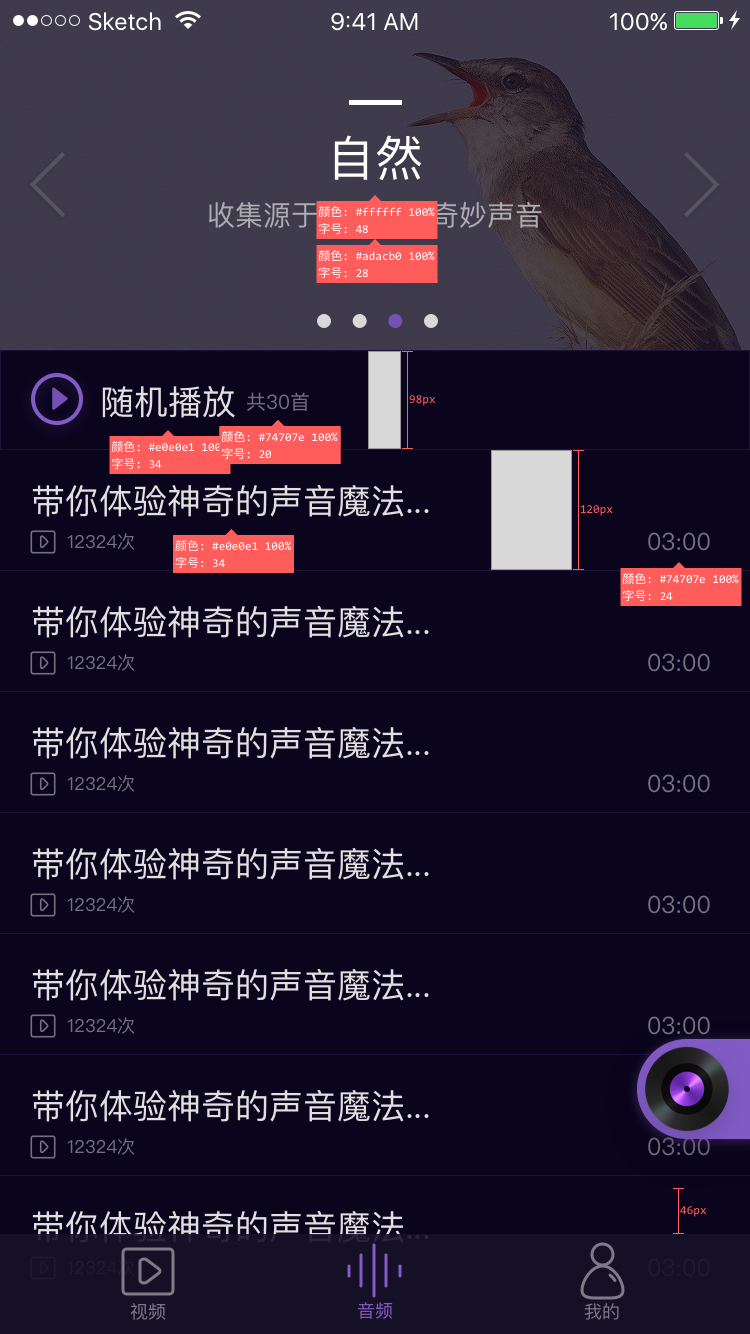 Sketch 9:41 AM 100%
自然
收集源于 奇妙声音
颜色: #ffffff 100%
字号: 48
颜色: #adacb0 100%
字号: 28
随机播放 共30首
98px
颜色: #e0e0e1 100
字号: 34
颜色: #74707e 100%
字号: 20
带你体验神奇的声音魔法...
120px
12324次 03:00
颜色: #e0e0e1 100%
字号: 34
颜色: #74707e 100%
字号: 24
带你体验神奇的声音魔法...
12324次 03:00
带你体验神奇的声音魔法...
12324次 03:00
带你体验神奇的声音魔法...
12324次 03:00
带你体验神奇的声音魔法...
12324次 03:00
带你体验神奇的声音魔法...
12324次 03:00
带你体验神奇的声音魔法...
46px
12324次 03:00
视频 音频 我的